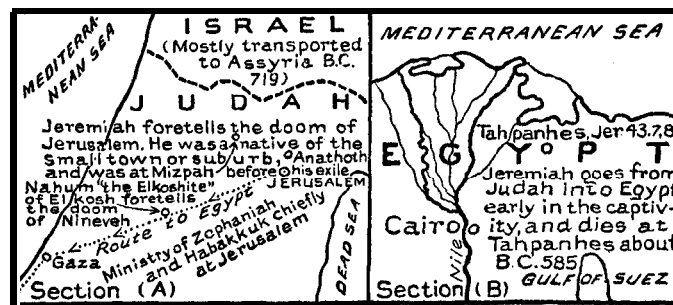 ISRAEL
(Mostly transported
to Assyria B.C.
719)
MEDITERRA-
NEAN SEA
JUDAH
Jeremiah foretells the doom of
Jerusalem. He was a native of the
small town or suburb, Anathoth
and was at Mizpah before his exile
JERUSALEM
Nahum "the Elkoshite"
of Elkosh foretells
the doom
of Nineveh
Route to Egypt
Gaza
Ministry of Zephaniah
and Habakkuk chiefly
at Jerusalem
DEAD SEA
Section (A)
MEDITERRANEAN SEA
Tahpanhes, Jer. 43.7,8
EGYPT
Jeremiah goes from
Judah into Egypt
early in the captiv-
ity, and dies at
Tahpanhes about
B.C. 585
Cairo
Nile
GULF OF SUEZ
Section (B)